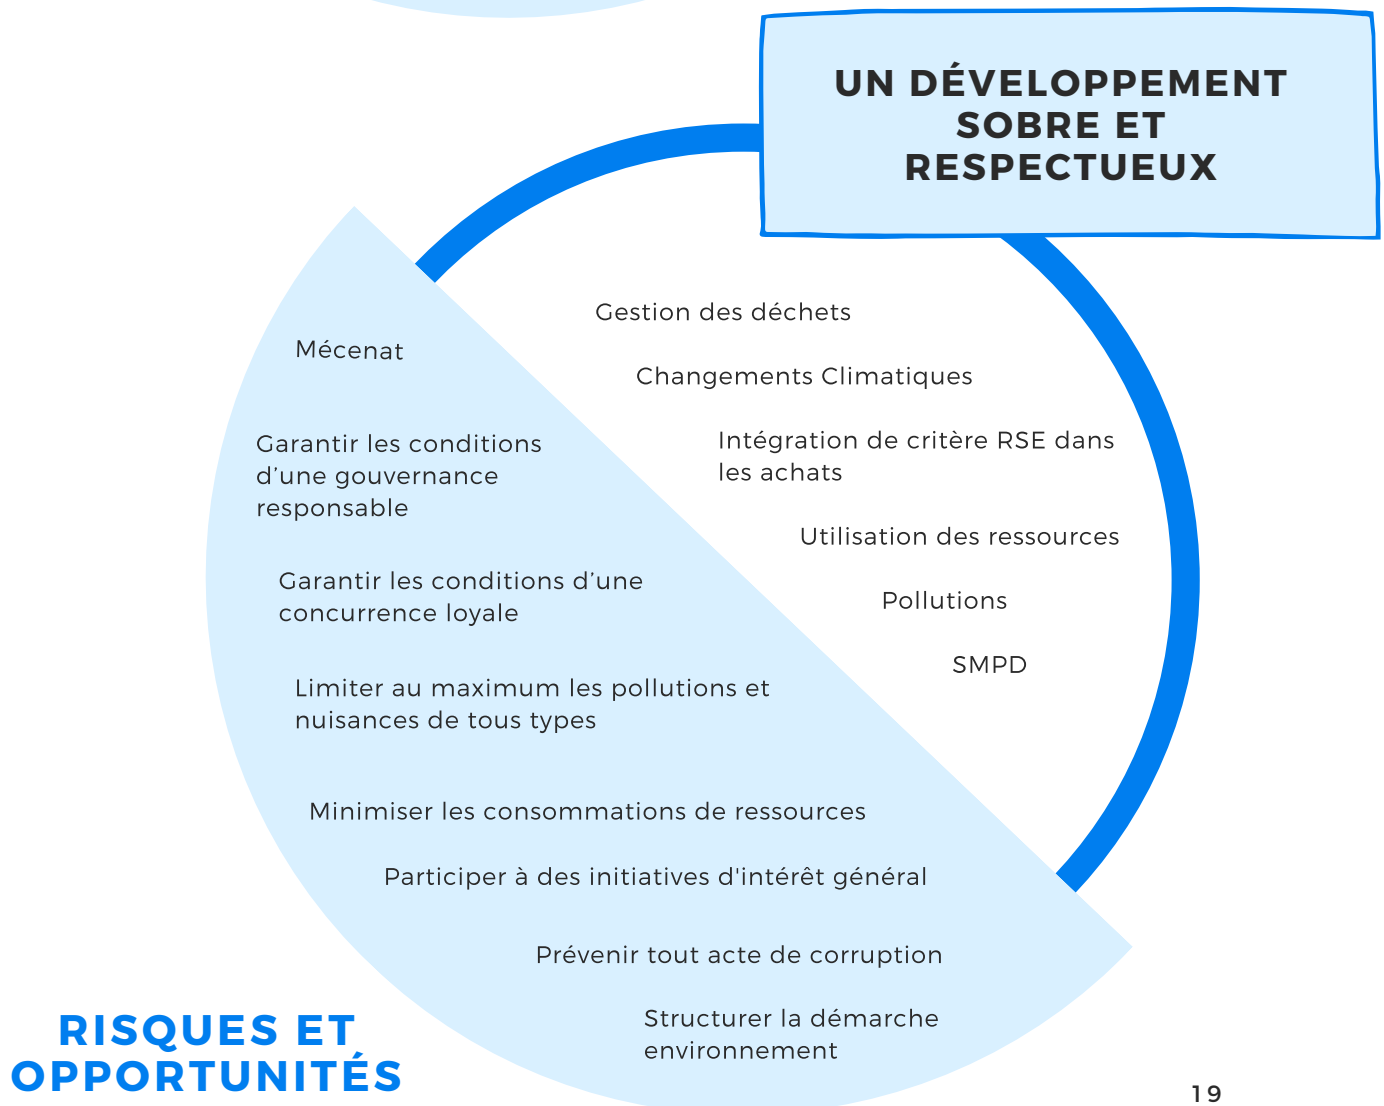 UN DÉVELOPPEMENT
SOBRE ET
RESPECTUEUX
Gestion des déchets
Changements Climatiques
Intégration de critère RSE dans
les achats
Utilisation des ressources
Pollutions
SMPD
Mécenat
Garantir les conditions
d’une gouvernance
responsable
Garantir les conditions d’une
concurrence loyale
Limiter au maximum les pollutions et
nuisances de tous types
Minimiser les consommations de ressources
Participer à des initiatives d'intérêt général
Prévenir tout acte de corruption
Structurer la démarche
environnement
RISQUES ET
OPPORTUNITÉS
19